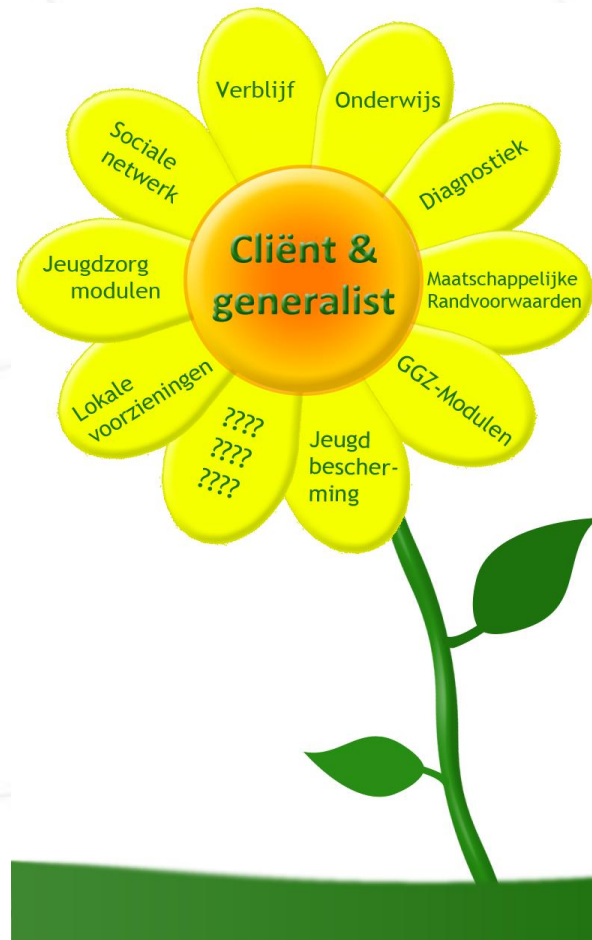 Verblijf
Onderwijs
Diagnostiek
Maatschappelijke
Randvoorwaarden
GGZ-Modulen
Jeugd
bescher-
ming
????
????
????
Lokale
voorzieningen
Jeugdzorg
modulen
Sociale
netwerk
Cliënt &
generalist